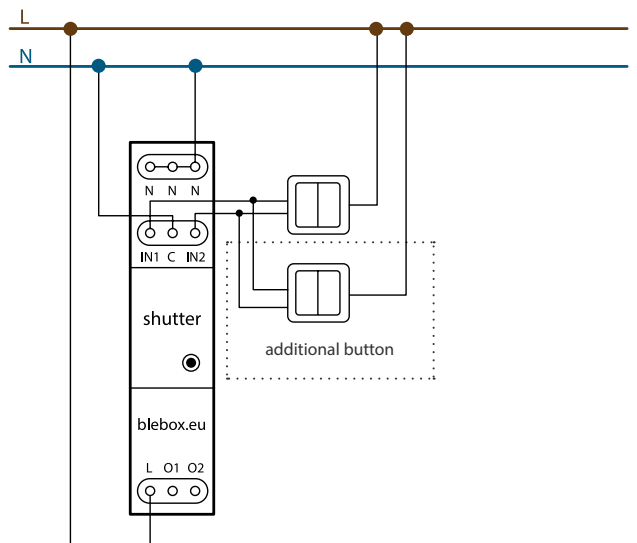 L
N
N N N
IN1 C IN2
shutter
additional button
blebox.eu
L O1 O2